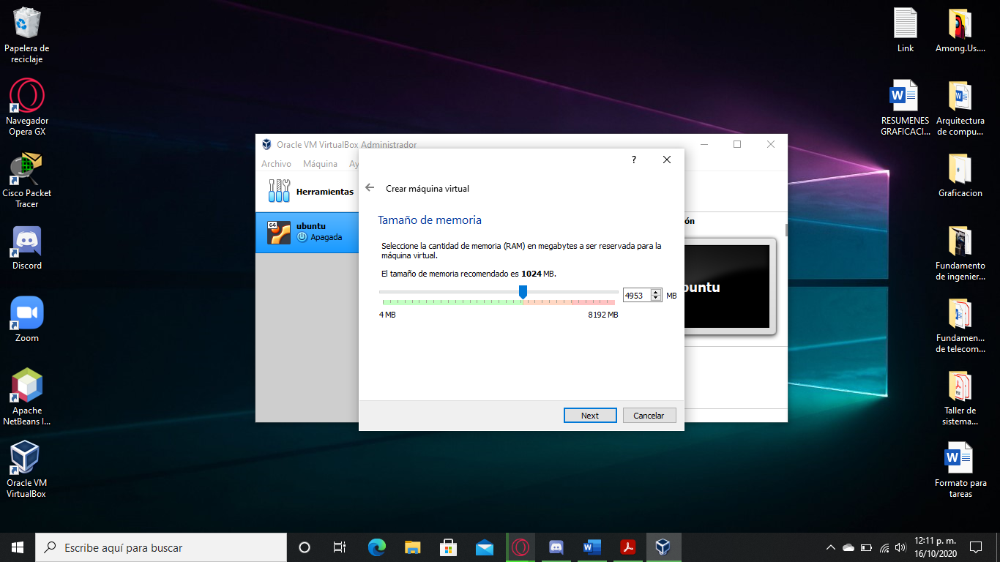 Papelera de
reciclaje
Navegador
Opera GX
Cisco Packet
Tracer
Discord
Zoom
Apache
NetBeans I...
Oracle VM
VirtualBox
Link
Among.Us....
W
RESUMENES
GRAFICACI...
W
Arquitectura
de compu...
Graficacion
Fundamento
de ingenier...
Fundamen...
de telecom...
PDF
Taller de
sistema...
W
Formato para
tareas
Oracle VM VirtualBox Administrador
Archivo Máquina Ay
Herramientas
64
ubuntu
Apagada
ón
buntu
?
Crear máquina virtual
Tamaño de memoria
Seleccione la cantidad de memoria (RAM) en megabytes a ser reservada para la
máquina virtual.
El tamaño de memoria recomendado es 1024 MB.
4953 MB
4 MB 8192 MB
Next Cancelar
Escribe aquí para buscar
W
12:11 p. m.
16/10/2020